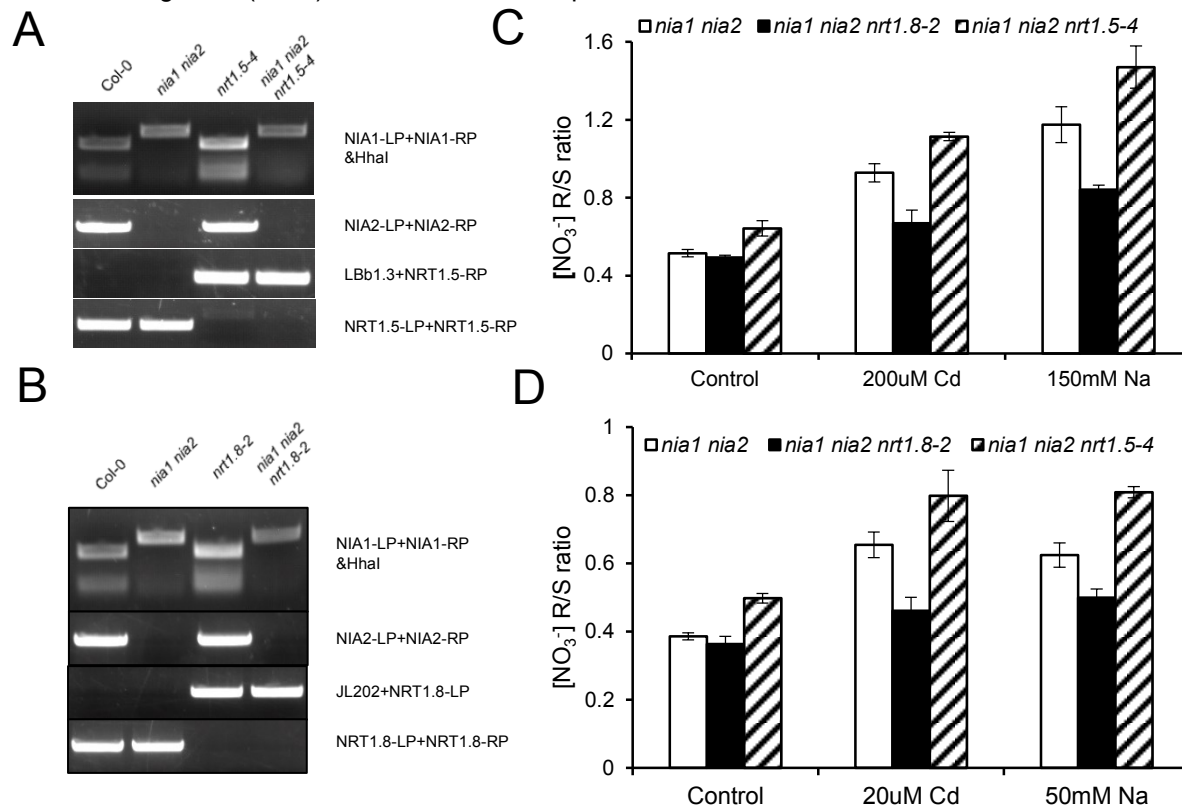 A
Col-0
nia1 nia2
nrt1.5-4
nia1 nia2
nrt1.5-4
NIA1-LP+NIA1-RP
&HhaI
NIA2-LP+NIA2-RP
LBb1.3+NRT1.5-RP
NRT1.5-LP+NRT1.5-RP
B
Col-0
nia1 nia2
nrt1.8-2
nia1 nia2
nrt1.8-2
NIA1-LP+NIA1-RP
&HhaI
NIA2-LP+NIA2-RP
JL202+NRT1.8-LP
NRT1.8-LP+NRT1.8-RP
C
nia1 nia2 nia1 nia2 nrt1.8-2 nia1 nia2 nrt1.5-4
[NO₃⁻] R/S ratio
1.6
1.2
0.8
0.4
0
Control 200uM Cd 150mM Na
D
nia1 nia2 nia1 nia2 nrt1.8-2 nia1 nia2 nrt1.5-4
[NO₃⁻] R/S ratio
1
0.8
0.6
0.4
0.2
0
Control 20uM Cd 50mM Na